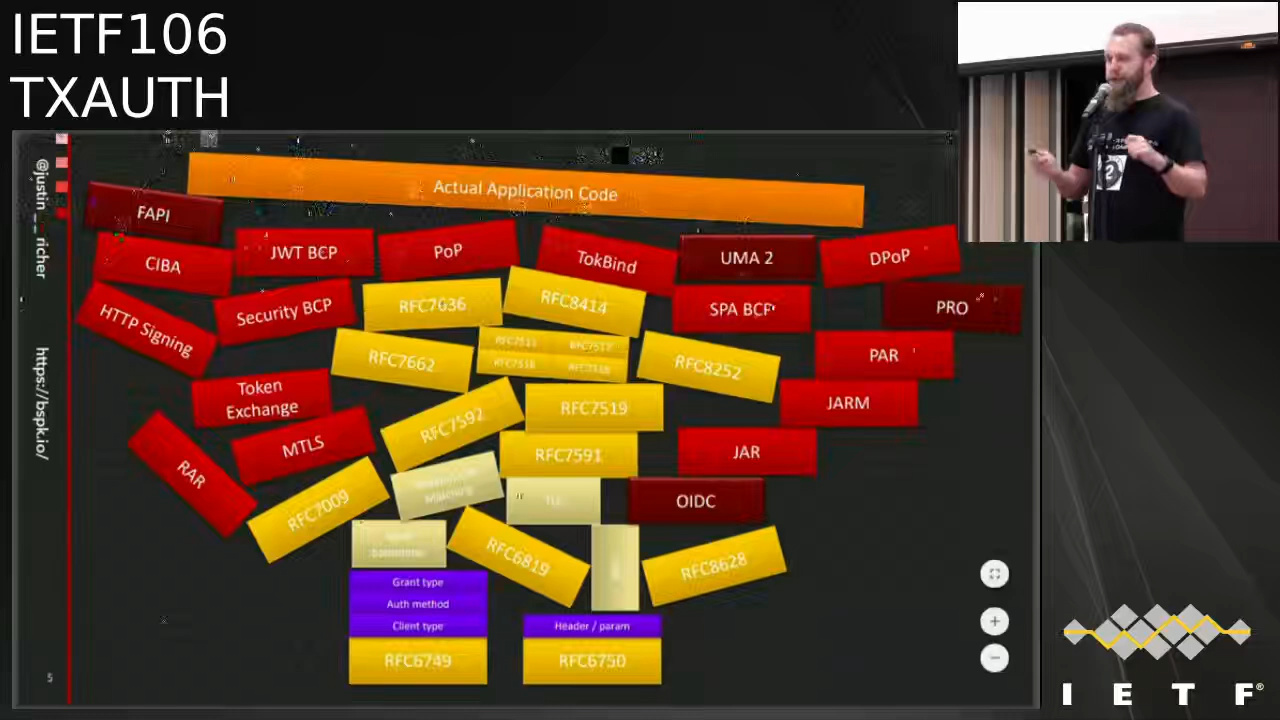 IETF106
TXAUTH
@justin__richer
https://bspk.io/
5
Actual Application Code
FAPI
CIBA
JWT BCP
PoP
TokBind
UMA 2
DPoP
HTTP Signing
Security BCP
RFC7636
RFC8414
SPA BCP
PRO
RFC7662
RFC8252
PAR
Token
Exchange
RFC7592
RFC7519
JARM
RAR
MTLS
RFC7591
JAR
RFC7009
OIDC
RFC6819
RFC8628
Grant type
Auth method
Client type
Header / param
RFC6749
RFC6750
I E T F®